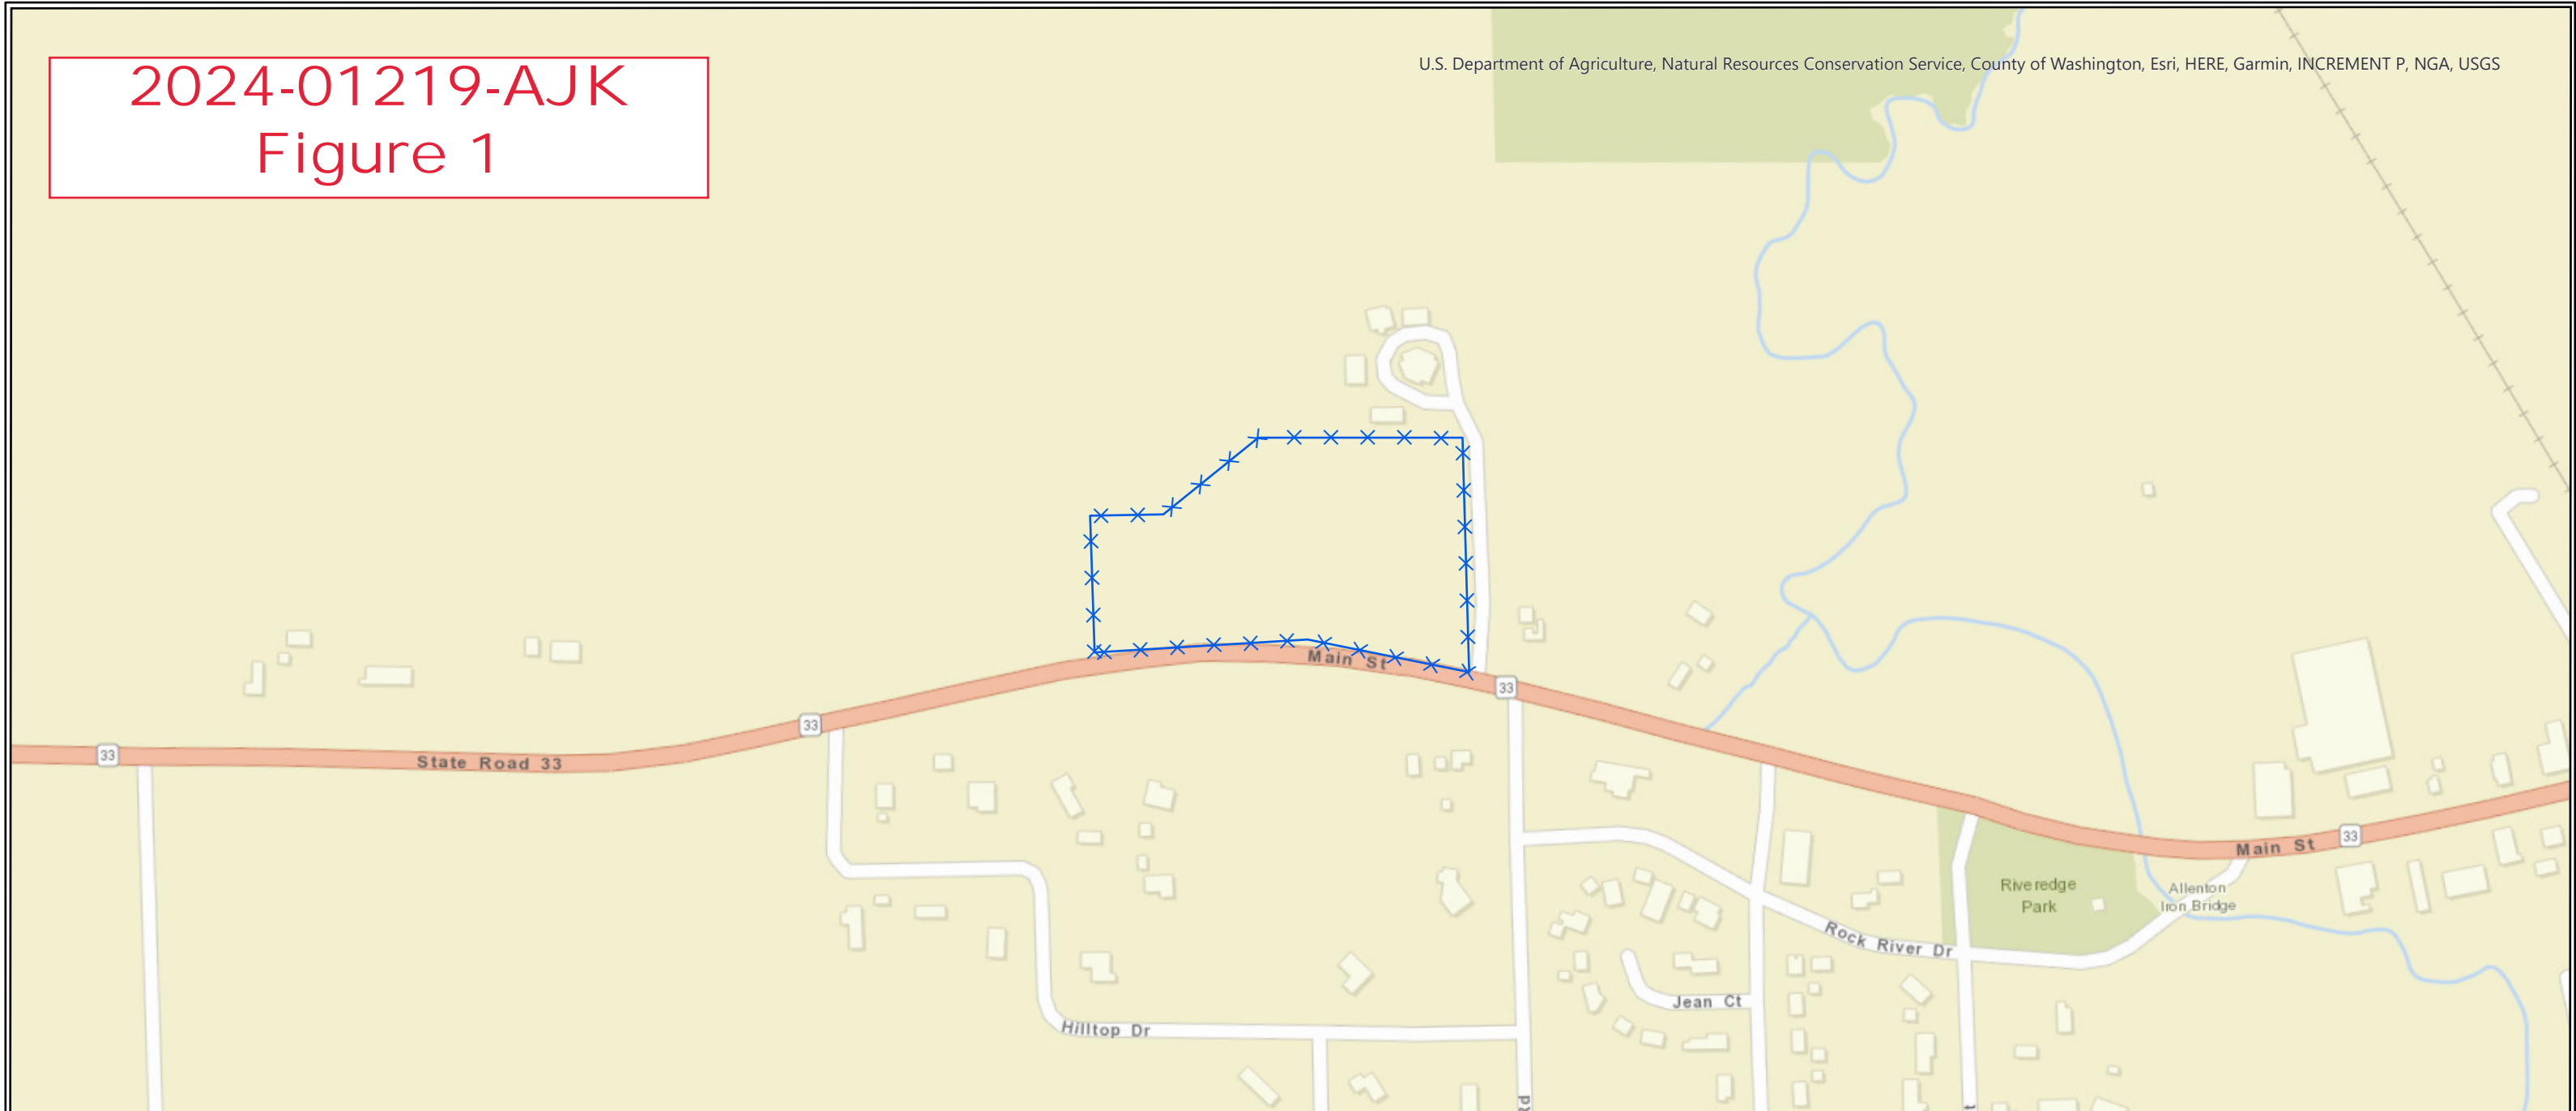 2024-01219-AJK
Figure 1
U.S. Department of Agriculture, Natural Resources Conservation Service, County of Washington, Esri, HERE, Garmin, INCREMENT P, NGA, USGS
Main St
33
33
33
State Road 33
33
Main St
Riveredge
Park
Allenton
Iron Bridge
Rock River Dr
Jean Ct
Hilltop Dr